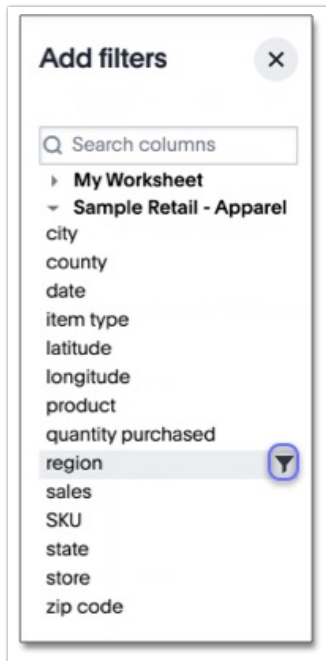 Add filters
Search columns
My Worksheet
Sample Retail - Apparel
city
county
date
item type
latitude
longitude
product
quantity purchased
region
sales
SKU
state
store
zip code